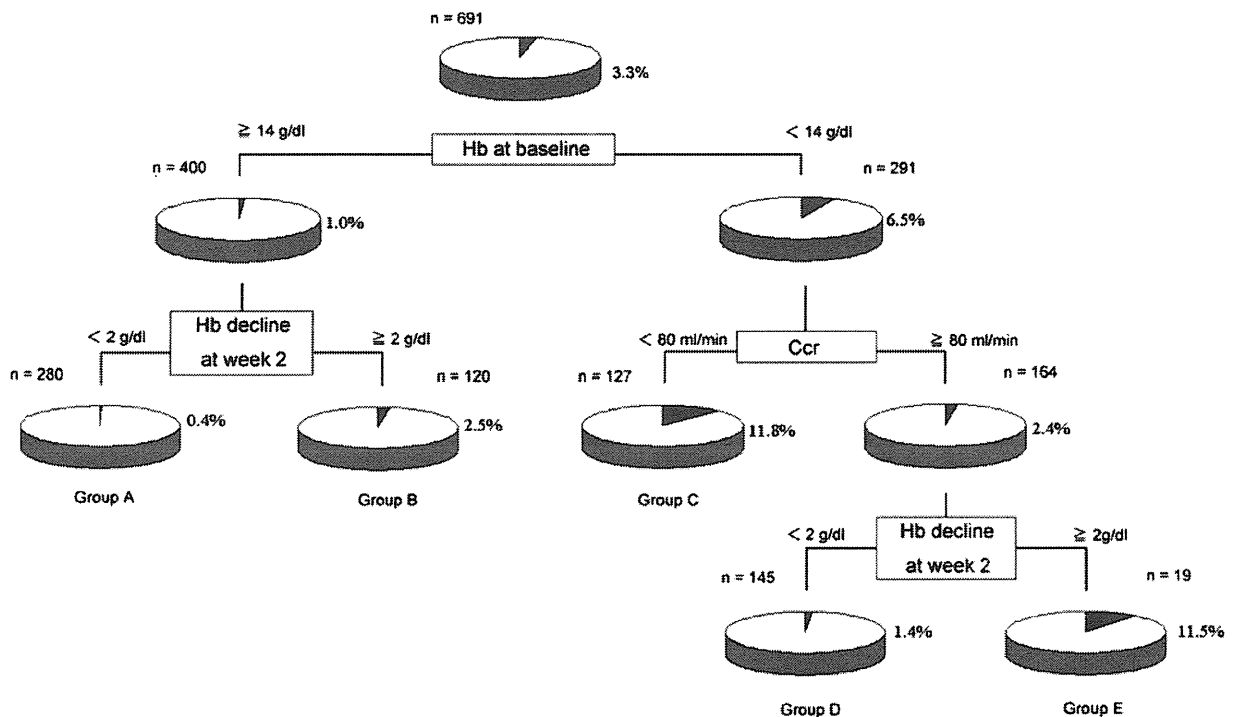 n = 691
3.3%
≧ 14 g/dl
Hb at baseline
< 14 g/dl
n = 400
1.0%
n = 291
6.5%
< 2 g/dl
Hb decline
at week 2
≧ 2 g/dl
< 80 ml/min
Ccr
≧ 80 ml/min
n = 280
0.4%
n = 120
2.5%
n = 127
11.8%
n = 164
2.4%
Group A
Group B
Group C
< 2 g/dl
Hb decline
at week 2
≧ 2g/dl
n = 145
1.4%
n = 19
11.5%
Group D
Group E